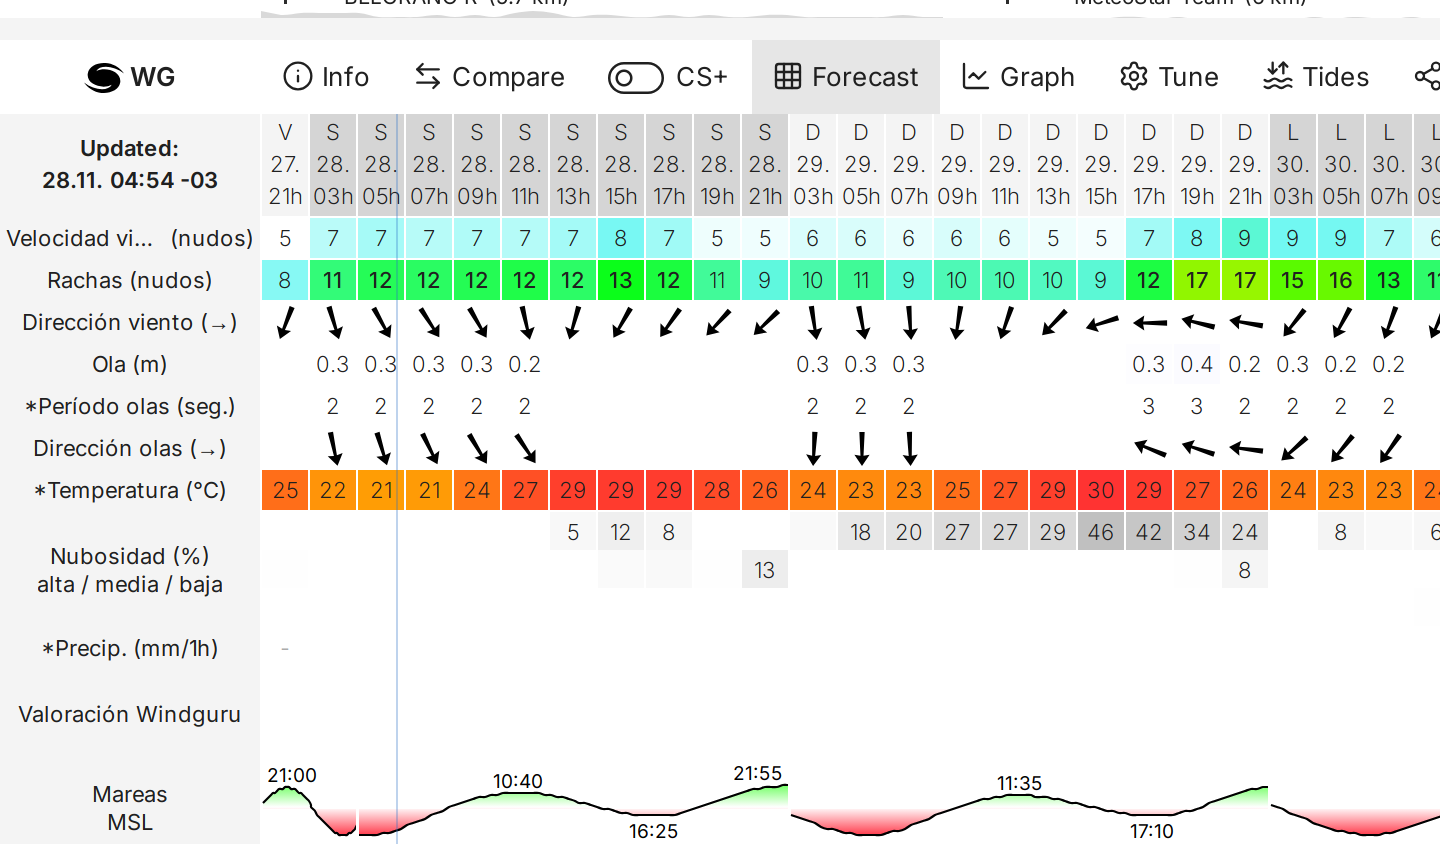 BELGRANO R (5.7 km)
MeteoStar Team (6 km)
WG Info Compare CS+ Forecast Graph Tune Tides
Updated:
28.11. 04:54 -03
V S S S S S S S S S S D D D D D D D D D D L L L L
27. 28. 28. 28. 28. 28. 28. 28. 28. 28. 28. 29. 29. 29. 29. 29. 29. 29. 29. 29. 29. 30. 30. 30.
21h 03h 05h 07h 09h 11h 13h 15h 17h 19h 21h 03h 05h 07h 09h 11h 13h 15h 17h 19h 21h 03h 05h 07h
Velocidad vi... (nudos) 5 7 7 7 7 7 7 8 7 5 5 6 6 6 6 6 5 5 7 8 9 9 9 7 6
Rachas (nudos) 8 11 12 12 12 12 12 13 12 11 9 10 11 9 10 10 10 9 12 17 17 15 16 13 11
Dirección viento (→)
Ola (m) 0.3 0.3 0.3 0.3 0.2 0.3 0.3 0.3 0.3 0.4 0.2 0.3 0.2 0.2
*Período olas (seg.) 2 2 2 2 2 2 2 2 3 3 2 2 2 2
Dirección olas (→)
*Temperatura (°C) 25 22 21 21 24 27 29 29 29 28 26 24 23 23 25 27 29 30 29 27 26 24 23 23
5 12 8 18 20 27 27 29 46 42 34 24 8 6
Nubosidad (%)
alta / media / baja
13 8
*Precip. (mm/1h) -
Valoración Windguru
Mareas
MSL
21:00 10:40 16:25 21:55 11:35 17:10